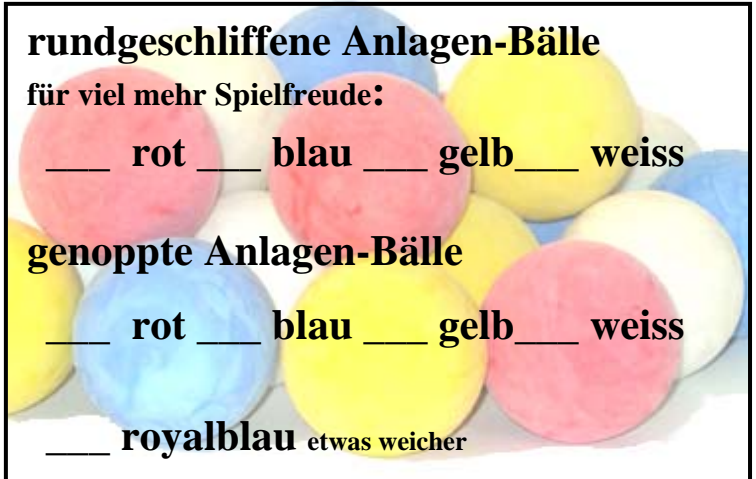 rundgeschliffene Anlagen-Bälle
für viel mehr Spielfreude:
___ rot ___ blau ___ gelb___ weiss
genoppte Anlagen-Bälle
___ rot ___ blau ___ gelb___ weiss
___ royalblau etwas weicher